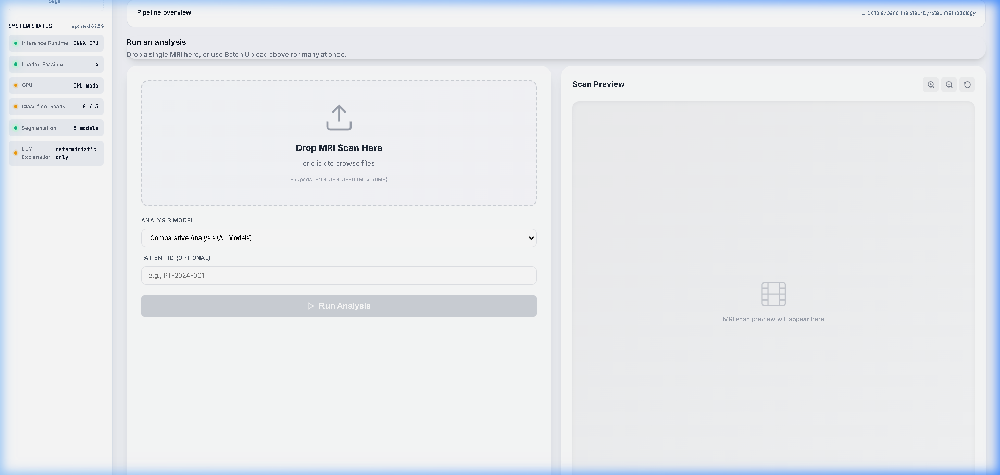 begin.
SYSTEM STATUS updated 03:29
Inference Runtime ONNX CPU
Loaded Sessions 4
GPU CPU mode
Classifiers Ready 0 / 3
Segmentation 3 models
LLM Explanation deterministic only
Pipeline overview
Click to expand the step-by-step methodology
Run an analysis
Drop a single MRI here, or use Batch Upload above for many at once.
Drop MRI Scan Here
or click to browse files
Supports: PNG, JPG, JPEG (Max 50MB)
ANALYSIS MODEL
Comparative Analysis (All Models)
PATIENT ID (OPTIONAL)
e.g., PT-2024-001
Run Analysis
Scan Preview
MRI scan preview will appear here